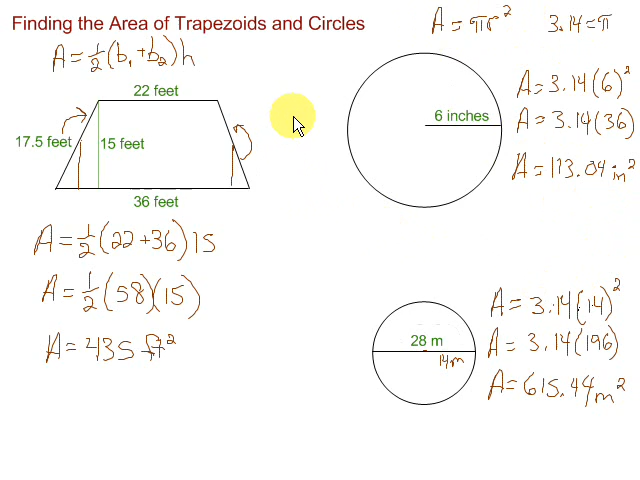 Finding the Area of Trapezoids and Circles
A = 1/2 (b₁ + b₂) h
22 feet
17.5 feet
15 feet
36 feet
A = 1/2 (22 + 36) 15
A = 1/2 (58)(15)
A = 435 ft²
A = πr²
3.14 = π
6 inches
A = 3.14 (6)²
A = 3.14 (36)
A = 113.04 in²
28 m
14m
A = 3.14 (14)²
A = 3.14 (196)
A = 615.44 m²